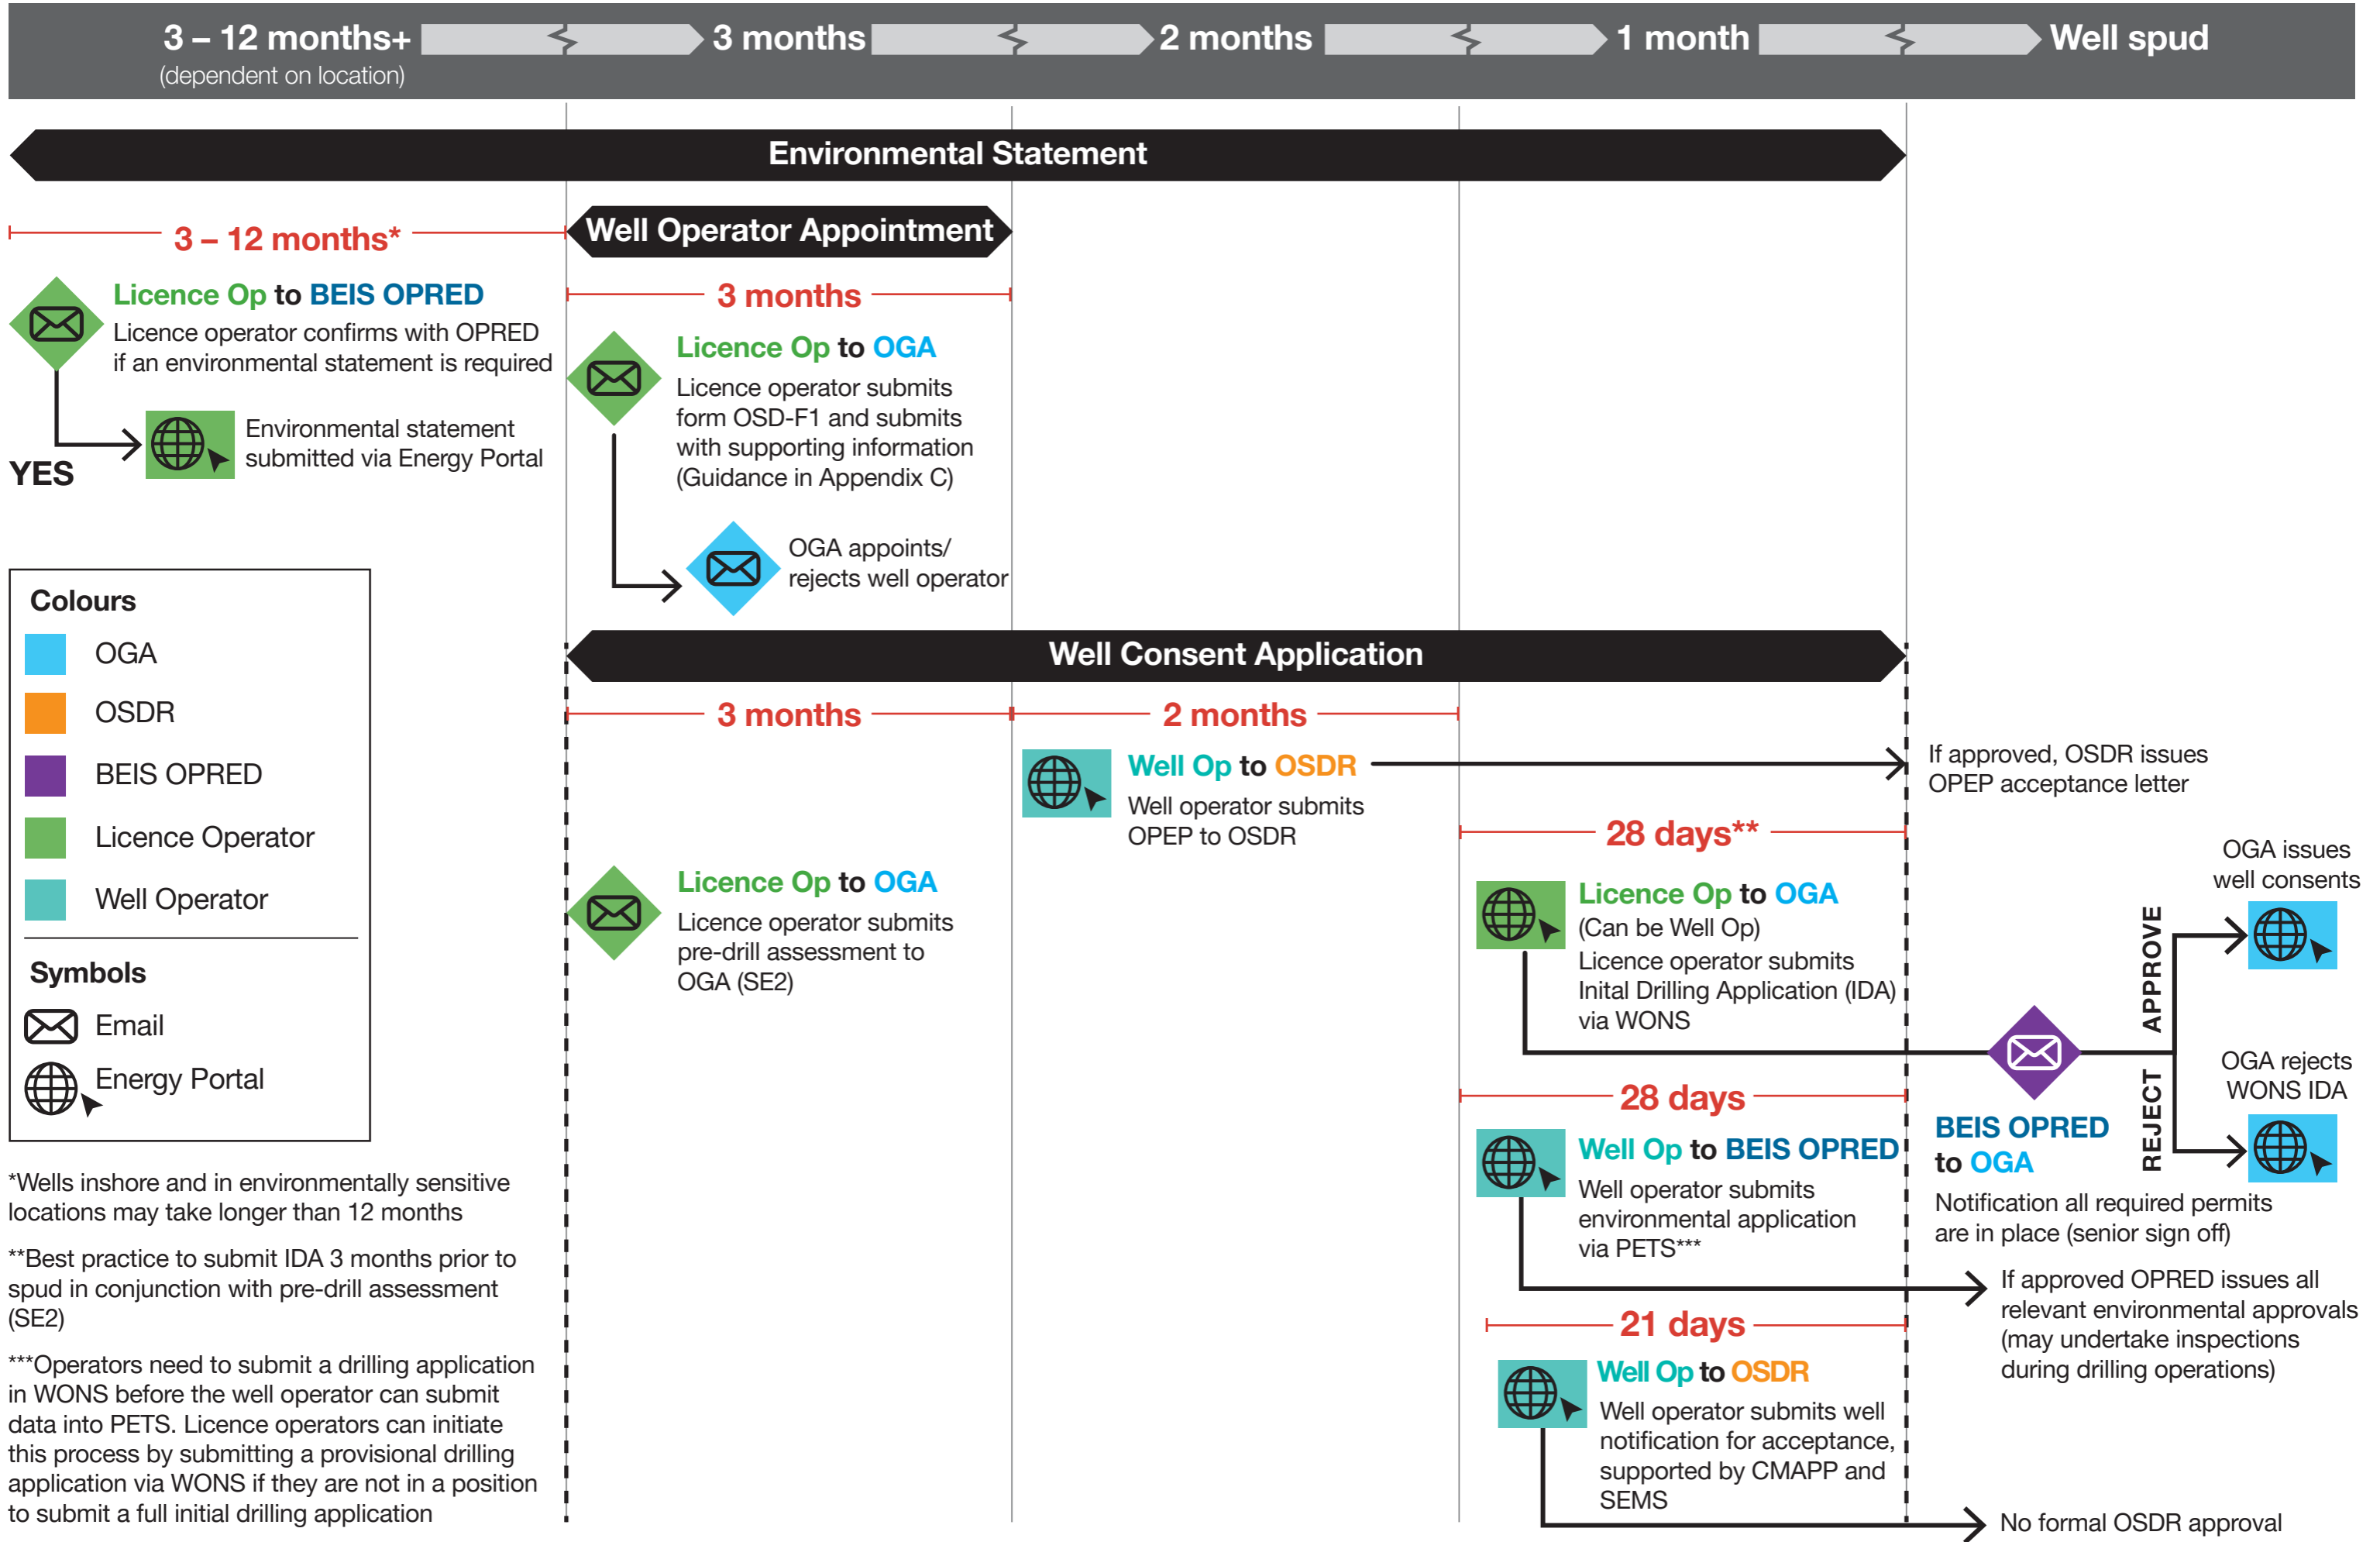 3 – 12 months+
(dependent on location)
3 months
2 months
1 month
Well spud
Environmental Statement
3 – 12 months*
Licence Op to BEIS OPRED
Licence operator confirms with OPRED
if an environmental statement is required
YES
Environmental statement
submitted via Energy Portal
Well Operator Appointment
3 months
Licence Op to OGA
Licence operator submits
form OSD-F1 and submits
with supporting information
(Guidance in Appendix C)
OGA appoints/
rejects well operator
Colours
OGA
OSDR
BEIS OPRED
Licence Operator
Well Operator
Symbols
Email
Energy Portal
*Wells inshore and in environmentally sensitive
locations may take longer than 12 months
**Best practice to submit IDA 3 months prior to
spud in conjunction with pre-drill assessment
(SE2)
***Operators need to submit a drilling application
in WONS before the well operator can submit
data into PETS. Licence operators can initiate
this process by submitting a provisional drilling
application via WONS if they are not in a position
to submit a full initial drilling application
Well Consent Application
3 months
Licence Op to OGA
Licence operator submits
pre-drill assessment to
OGA (SE2)
2 months
Well Op to OSDR
Well operator submits
OPEP to OSDR
If approved, OSDR issues
OPEP acceptance letter
28 days**
Licence Op to OGA
(Can be Well Op)
Licence operator submits
Inital Drilling Application (IDA)
via WONS
BEIS OPRED
to OGA
Notification all required permits
are in place (senior sign off)
APPROVE
OGA issues
well consents
REJECT
OGA rejects
WONS IDA
28 days
Well Op to BEIS OPRED
Well operator submits
environmental application
via PETS***
If approved OPRED issues all
relevant environmental approvals
(may undertake inspections
during drilling operations)
21 days
Well Op to OSDR
Well operator submits well
notification for acceptance,
supported by CMAPP and
SEMS
No formal OSDR approval